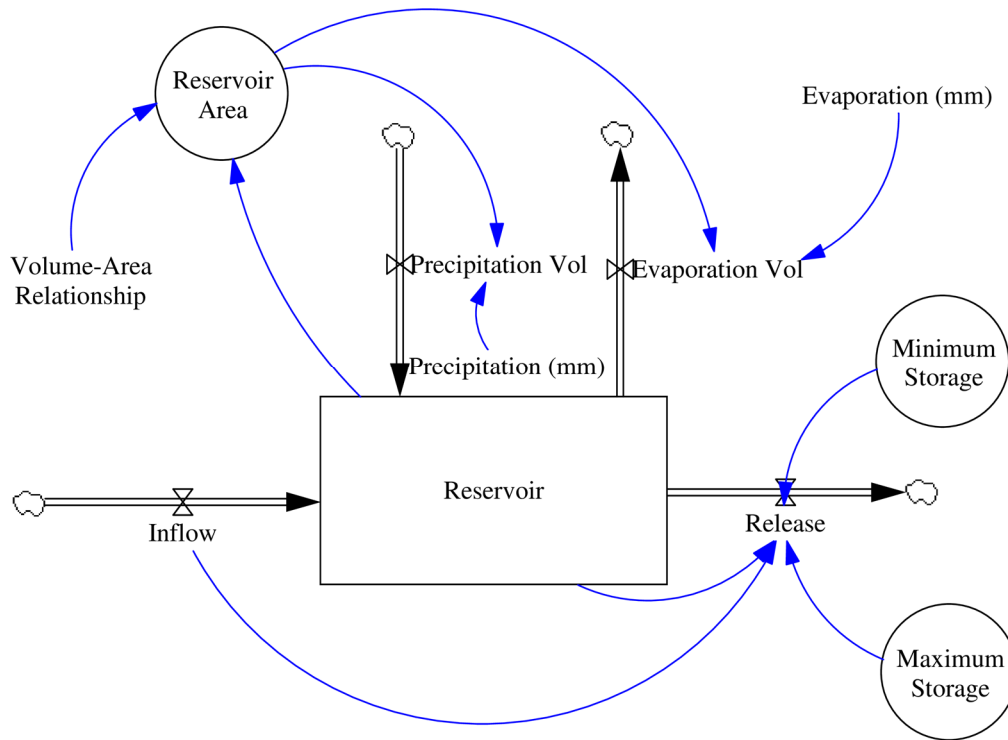 Reservoir
Area
Evaporation (mm)
Volume-Area
Relationship
Precipitation Vol
Evaporation Vol
Precipitation (mm)
Minimum
Storage
Reservoir
Inflow
Release
Maximum
Storage